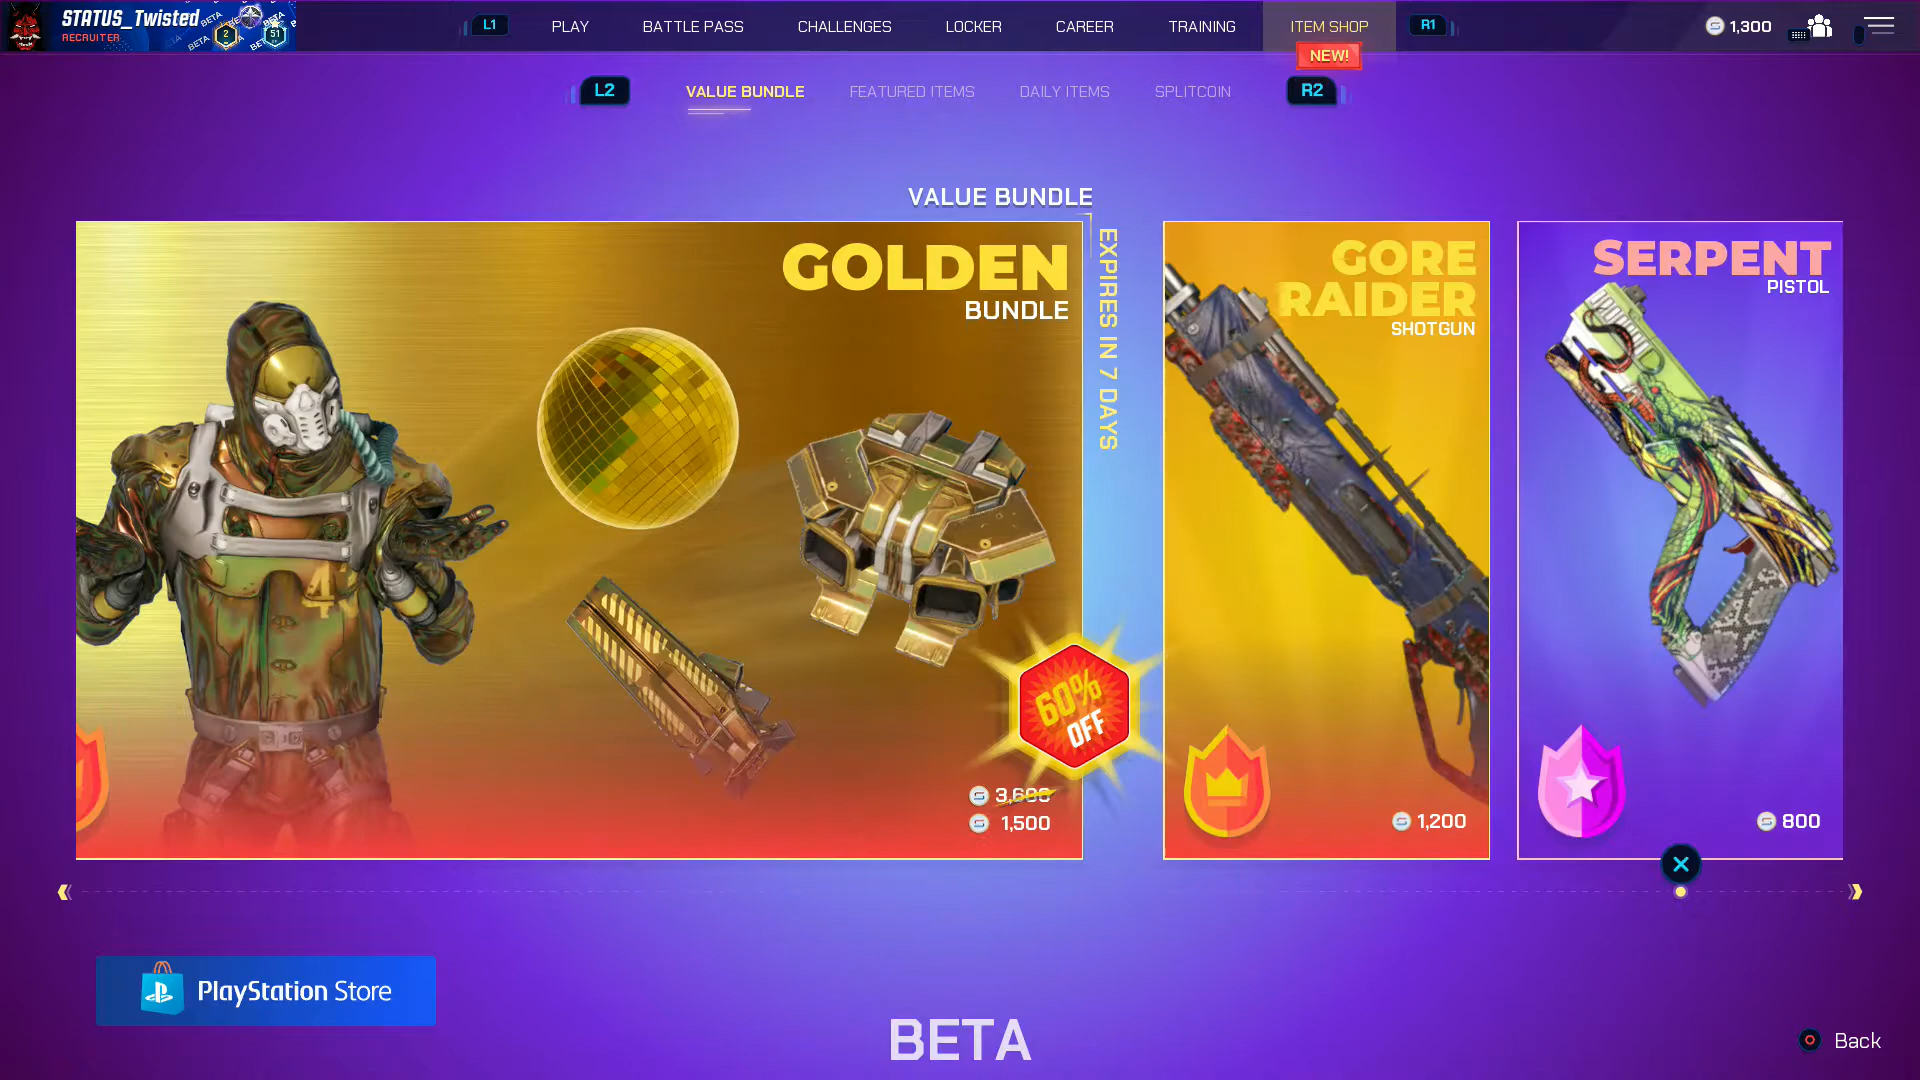 STATUS_Twisted
RECRUITER
BETA
BETA
2
51
L1
PLAY
BATTLE PASS
CHALLENGES
LOCKER
CAREER
TRAINING
ITEM SHOP
NEW!
R1
1,300
L2
VALUE BUNDLE
FEATURED ITEMS
DAILY ITEMS
SPLITCOIN
R2
VALUE BUNDLE
EXPIRES IN 7 DAYS
GOLDEN
BUNDLE
4
60%
OFF
3,600
1,500
GORE
RAIDER
SHOTGUN
1,200
SERPENT
PISTOL
800
PlayStation Store
BETA
Back